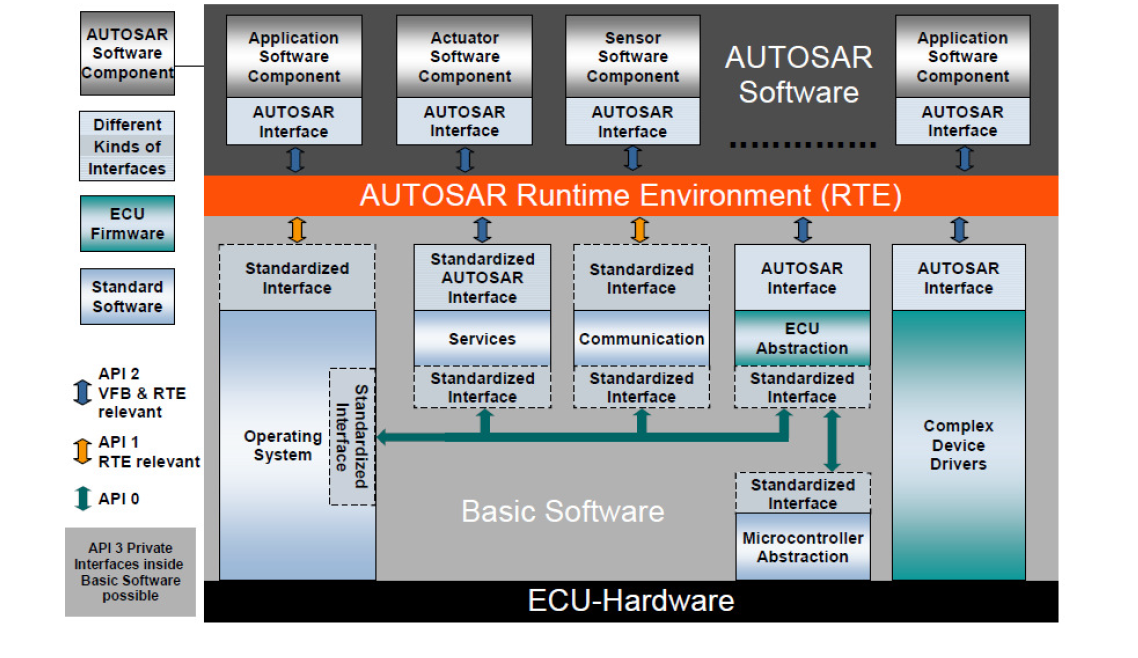 AUTOSAR
Software
Component
Different
Kinds of
Interfaces
ECU
Firmware
Standard
Software
API 2
VFB & RTE
relevant
API 1
RTE relevant
API 0
API 3 Private
Interfaces inside
Basic Software
possible
Application
Software
Component
AUTOSAR
Interface
Actuator
Software
Component
AUTOSAR
Interface
Sensor
Software
Component
AUTOSAR
Interface
AUTOSAR
Software
..............
Application
Software
Component
AUTOSAR
Interface
AUTOSAR Runtime Environment (RTE)
Standardized
Interface
Operating
System
Standardized
Interface
Standardized
AUTOSAR
Interface
Services
Standardized
Interface
Standardized
Interface
Communication
Standardized
Interface
AUTOSAR
Interface
ECU
Abstraction
Standardized
Interface
Standardized
Interface
Microcontroller
Abstraction
AUTOSAR
Interface
Complex
Device
Drivers
Basic Software
ECU-Hardware